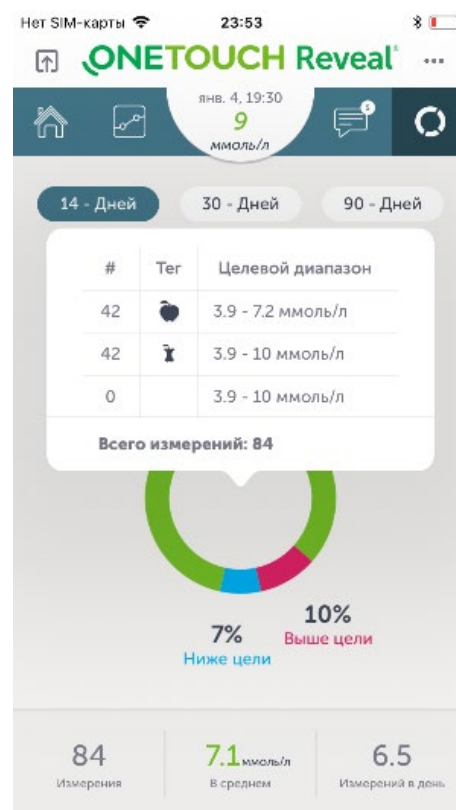 Нет SIM-карты 23:53
ONETOUCH Reveal®
янв. 4, 19:30
9
ммоль/л
5
14 - Дней 30 - Дней 90 - Дней
# Тег Целевой диапазон
42 3.9 - 7.2 ммоль/л
42 3.9 - 10 ммоль/л
0 3.9 - 10 ммоль/л
Всего измерений: 84
10%
7% Выше цели
Ниже цели
84 7.1 ммоль/л 6.5
Измерения В среднем Измерений в день